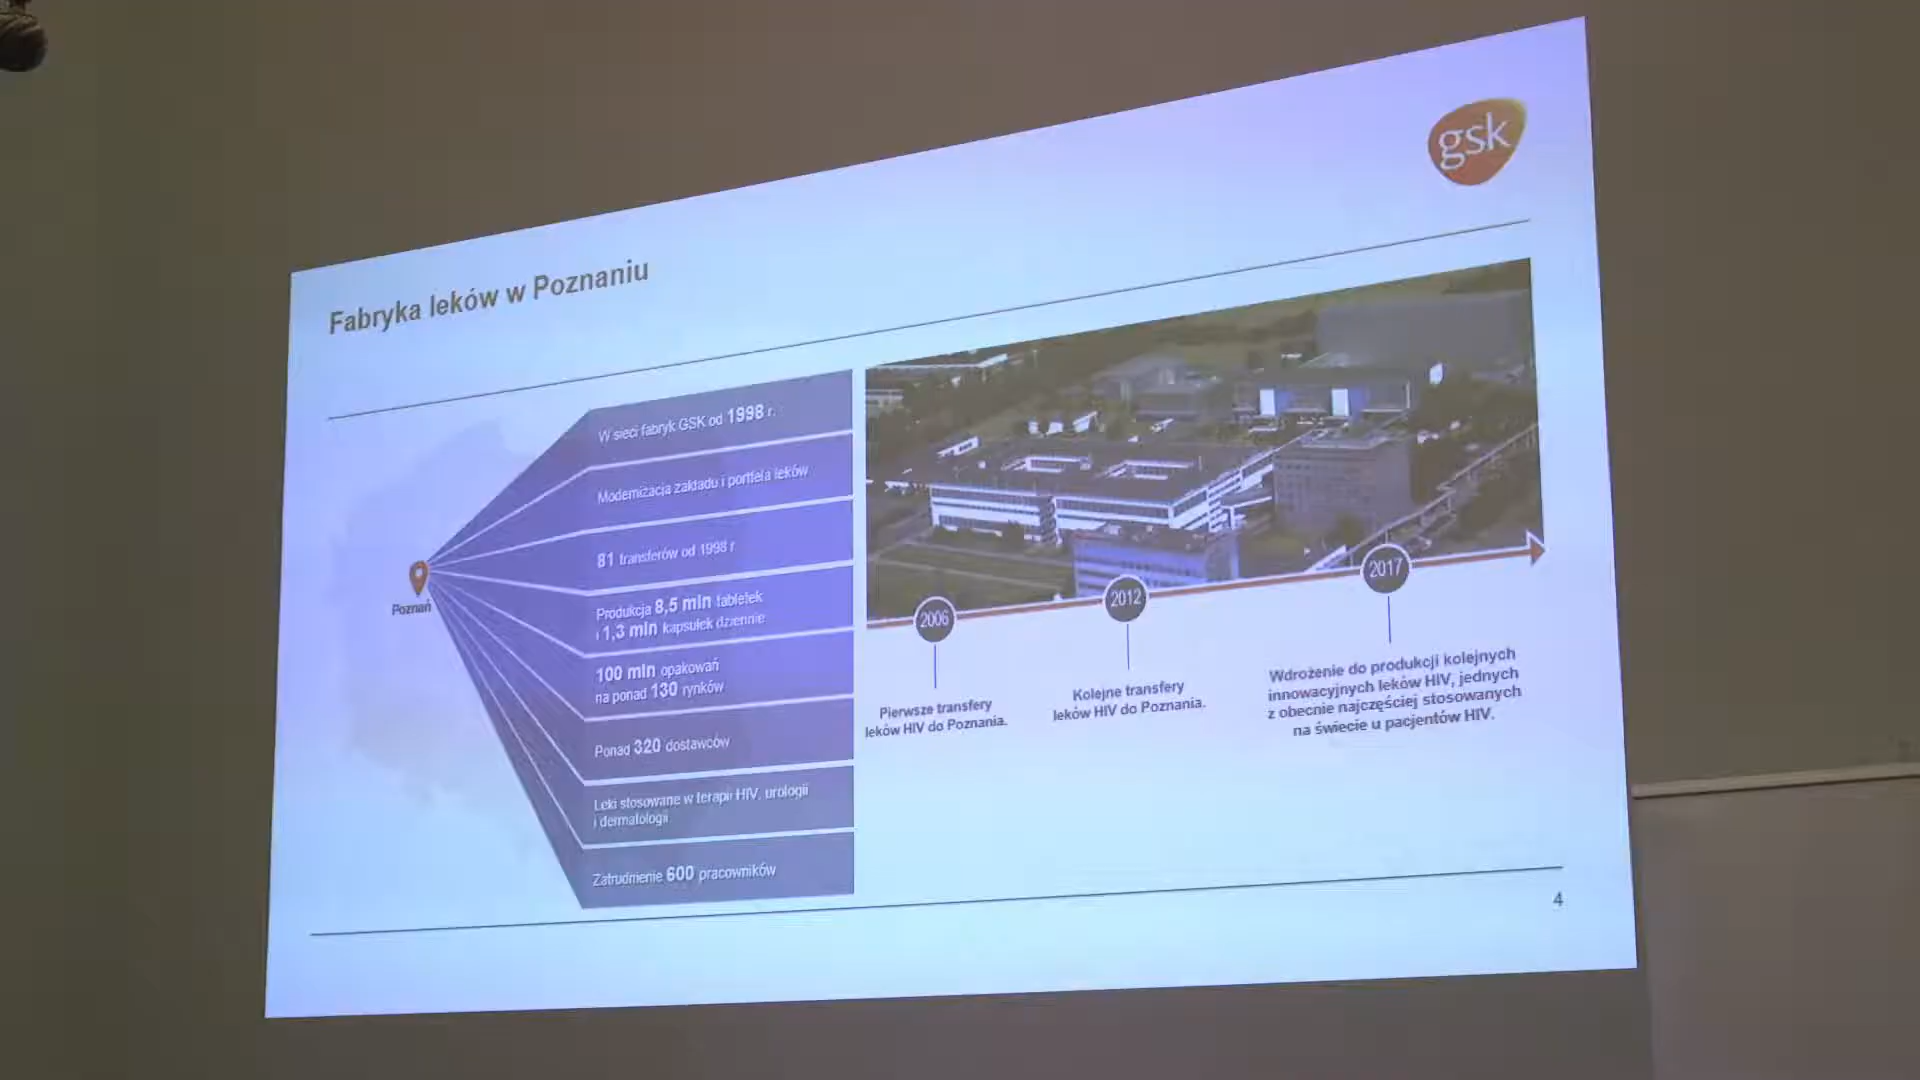 gsk
Fabryka leków w Poznaniu
Poznań
W sieci fabryk GSK od 1998 r.
Modernizacja zakładu i portfela leków
81 transferów od 1998 r
Produkcja 8,5 mln tabletek
i 1,3 mln kapsułek dziennie
100 mln opakowań
na ponad 130 rynków
Ponad 320 dostawców
Leki stosowane w terapii HIV, urologii
i dermatologii
Zatrudnienie 600 pracowników
2006
Pierwsze transfery
leków HIV do Poznania.
2012
Kolejne transfery
leków HIV do Poznania.
2017
Wdrożenie do produkcji kolejnych
innowacyjnych leków HIV, jednych
z obecnie najczęściej stosowanych
na świecie u pacjentów HIV.
4